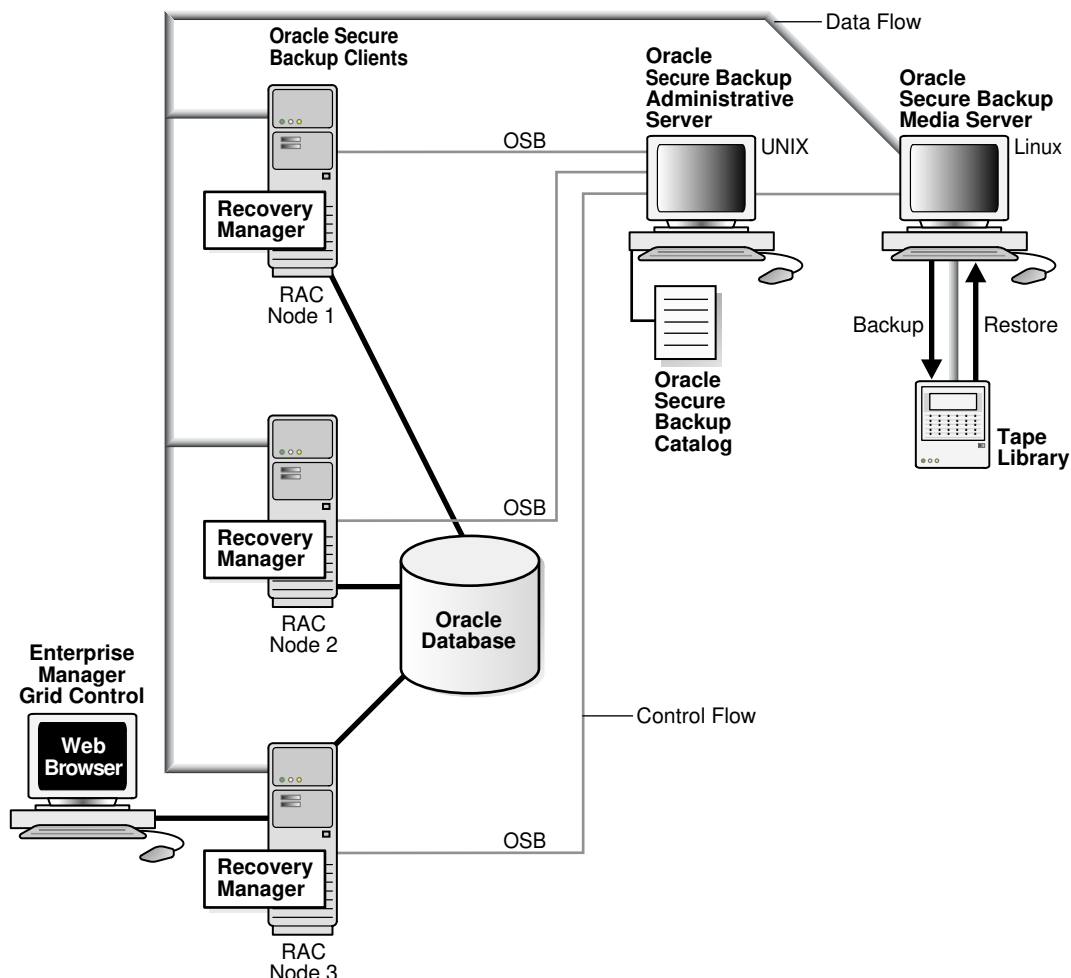 Data Flow
Oracle Secure
Backup Clients
Oracle
Secure Backup
Administrative
Server
Oracle
Secure Backup
Media Server
OSB
UNIX
Linux
Recovery
Manager
RAC
Node 1
Backup
Restore
Oracle
Secure
Backup
Catalog
Tape
Library
OSB
Recovery
Manager
RAC
Node 2
Oracle
Database
Enterprise
Manager
Grid Control
Web
Browser
Control Flow
OSB
Recovery
Manager
RAC
Node 3